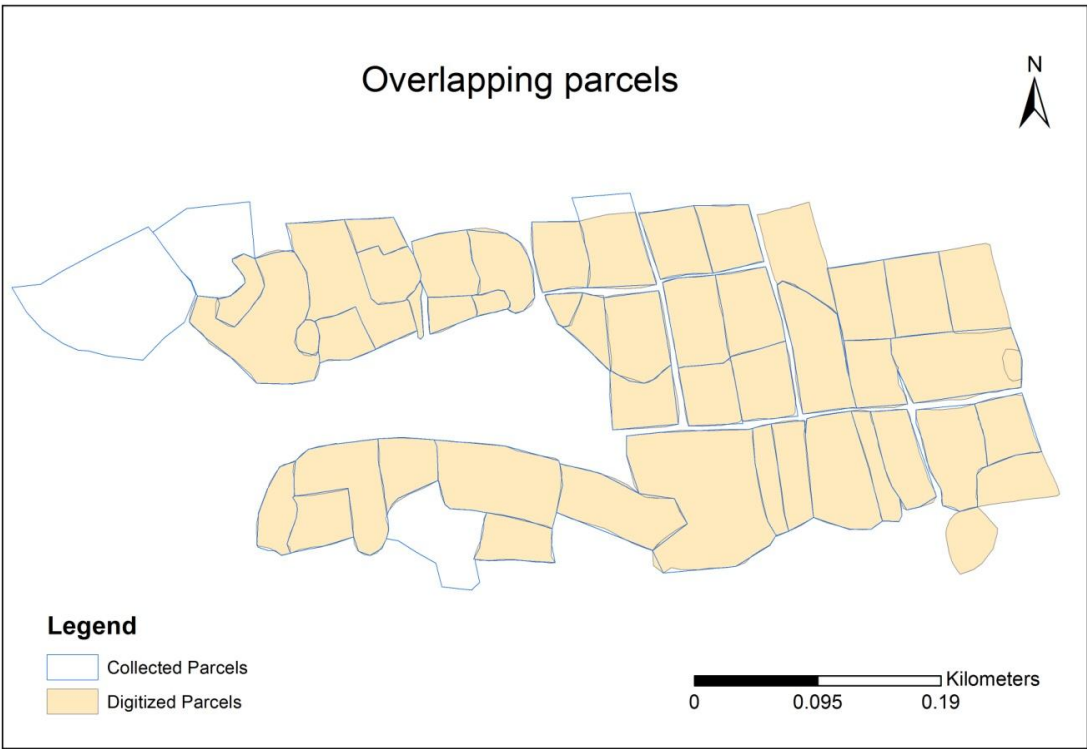 Overlapping parcels
N
Legend
Collected Parcels
Digitized Parcels
Kilometers
0 0.095 0.19